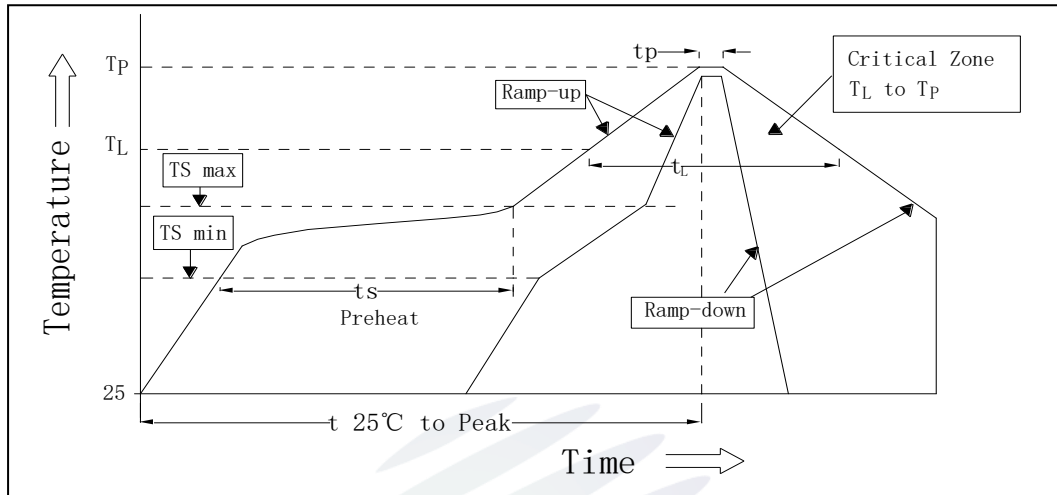 tp
Critical Zone
TL to TP
TP
Ramp-up
TL
tL
TS max
TS min
ts
Preheat
Ramp-down
25
t 25℃ to Peak
Temperature
Time